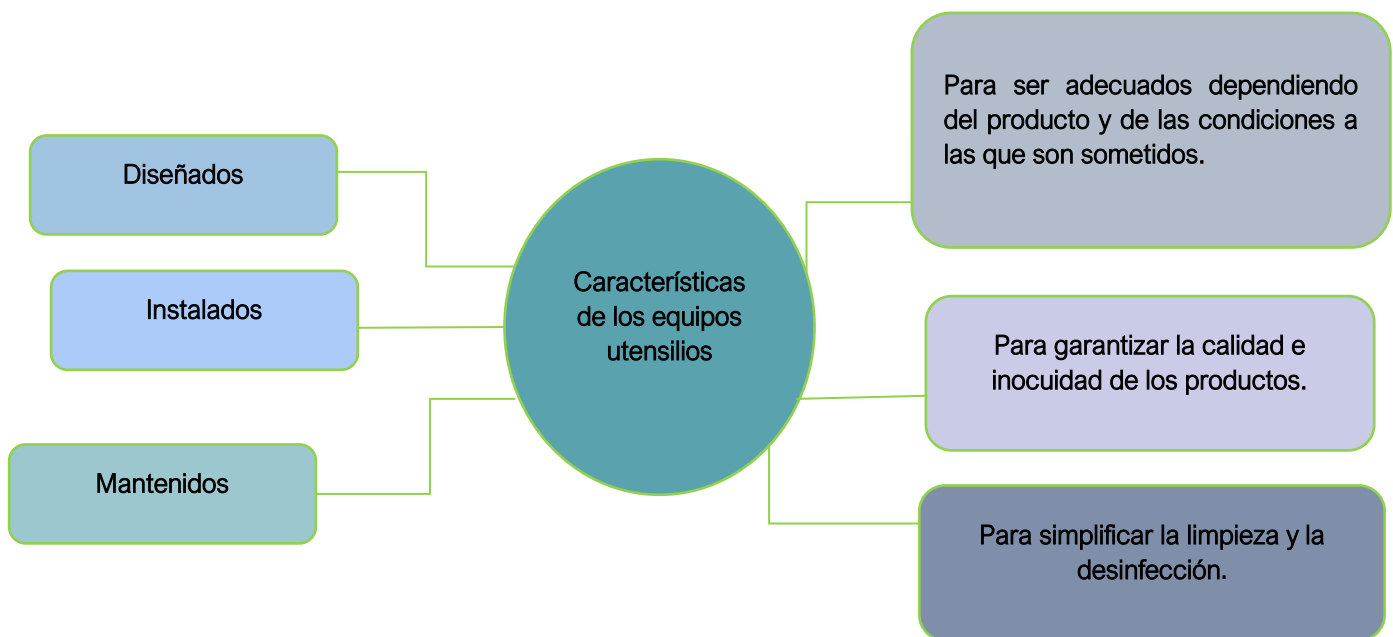 Diseñados
Instalados
Mantenidos
Características
de los equipos
utensilios
Para ser adecuados dependiendo
del producto y de las condiciones a
las que son sometidos.
Para garantizar la calidad e
inocuidad de los productos.
Para simplificar la limpieza y la
desinfección.